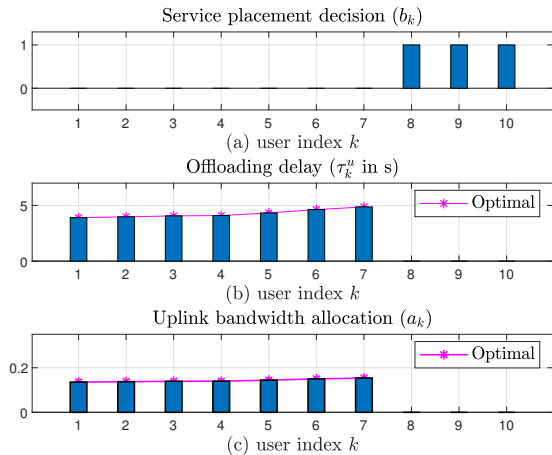 Service placement decision (b_k)
1
0
1 2 3 4 5 6 7 8 9 10
(a) user index k
Offloading delay (τ_k^u in s)
5
0
Optimal
1 2 3 4 5 6 7 8 9 10
(b) user index k
Uplink bandwidth allocation (a_k)
0.2
0
Optimal
1 2 3 4 5 6 7 8 9 10
(c) user index k